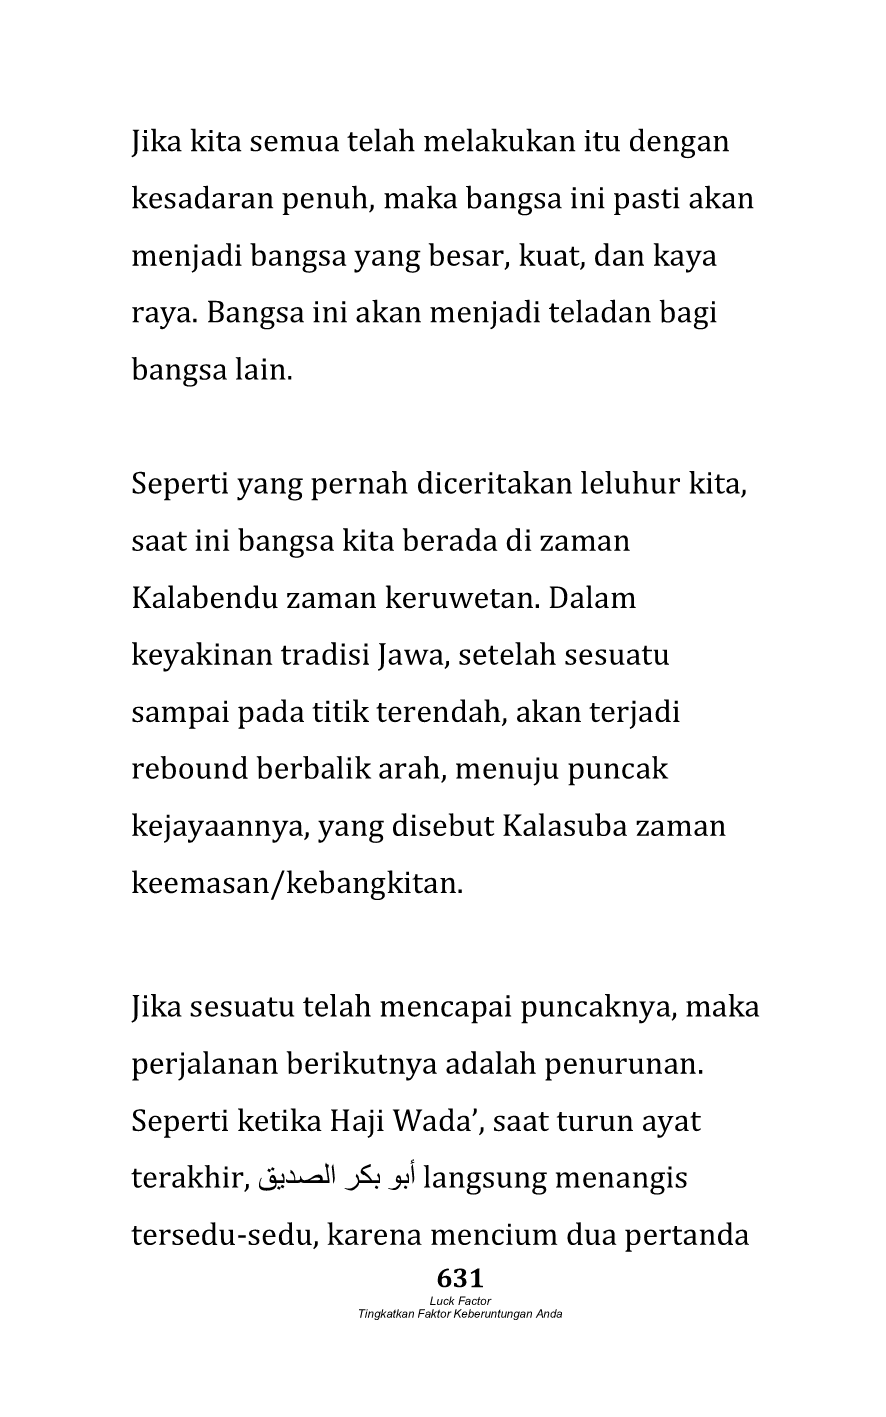 Jika kita semua telah melakukan itu dengan
kesadaran penuh, maka bangsa ini pasti akan
menjadi bangsa yang besar, kuat, dan kaya
raya. Bangsa ini akan menjadi teladan bagi
bangsa lain.
Seperti yang pernah diceritakan leluhur kita,
saat ini bangsa kita berada di zaman
Kalabendu zaman keruwetan. Dalam
keyakinan tradisi Jawa, setelah sesuatu
sampai pada titik terendah, akan terjadi
rebound berbalik arah, menuju puncak
kejayaannya, yang disebut Kalasuba zaman
keemasan/kebangkitan.
Jika sesuatu telah mencapai puncaknya, maka
perjalanan berikutnya adalah penurunan.
Seperti ketika Haji Wada’, saat turun ayat
terakhir, أبو بكر الصديق langsung menangis
tersedu-sedu, karena mencium dua pertanda
631
Luck Factor
Tingkatkan Faktor Keberuntungan Anda